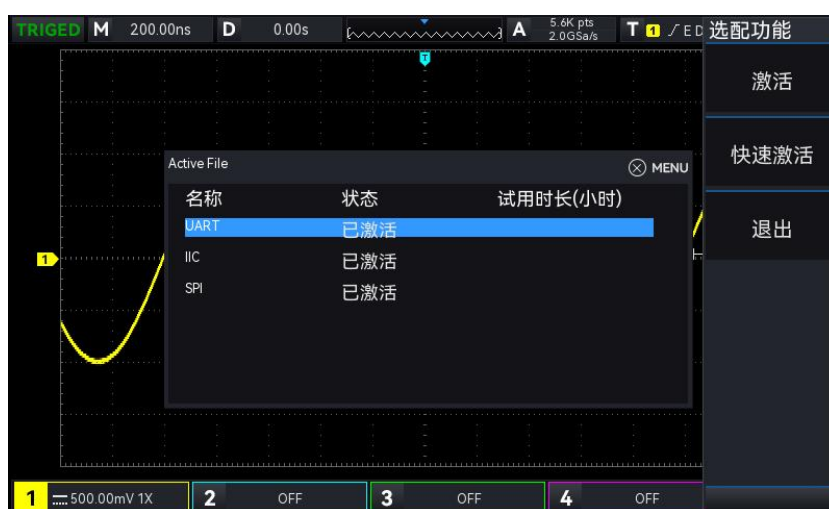 TRIGED M 200.00ns D 0.00s A 5.6K pts 2.0GSa/s T 1 E D 选配功能
T
激活
快速激活
Active File MENU
名称 状态 试用时长(小时)
UART 已激活
退出
1
IIC 已激活
SPI 已激活
1 500.00mV 1X 2 OFF 3 OFF 4 OFF